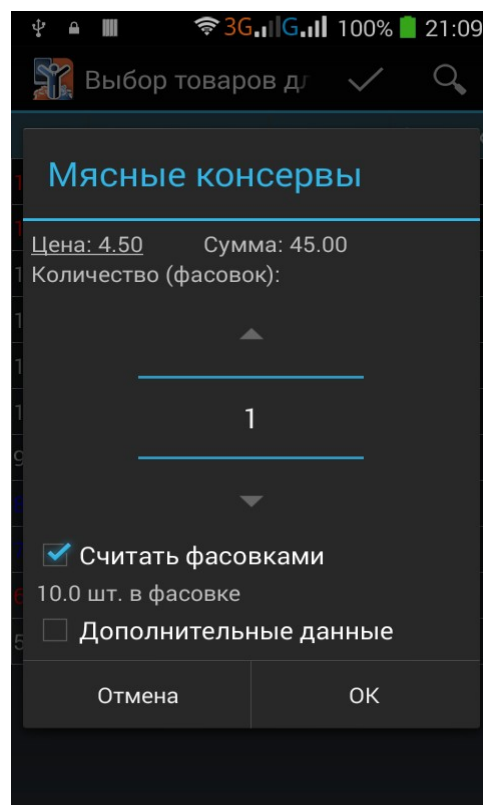 3G G 100% 21:09
Выбор товаров д
Мясные консервы
Цена: 4.50 Сумма: 45.00
Количество (фасовок):
1
Считать фасовками
10.0 шт. в фасовке
Дополнительные данные
Отмена OK